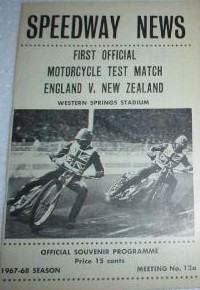 SPEEDWAY NEWS
FIRST OFFICIAL
MOTORCYCLE TEST MATCH
ENGLAND V. NEW ZEALAND
WESTERN SPRINGS STADIUM
OFFICIAL SOUVENIR PROGRAMME
Price 15 cents
1967-68 SEASON MEETING No. 12a